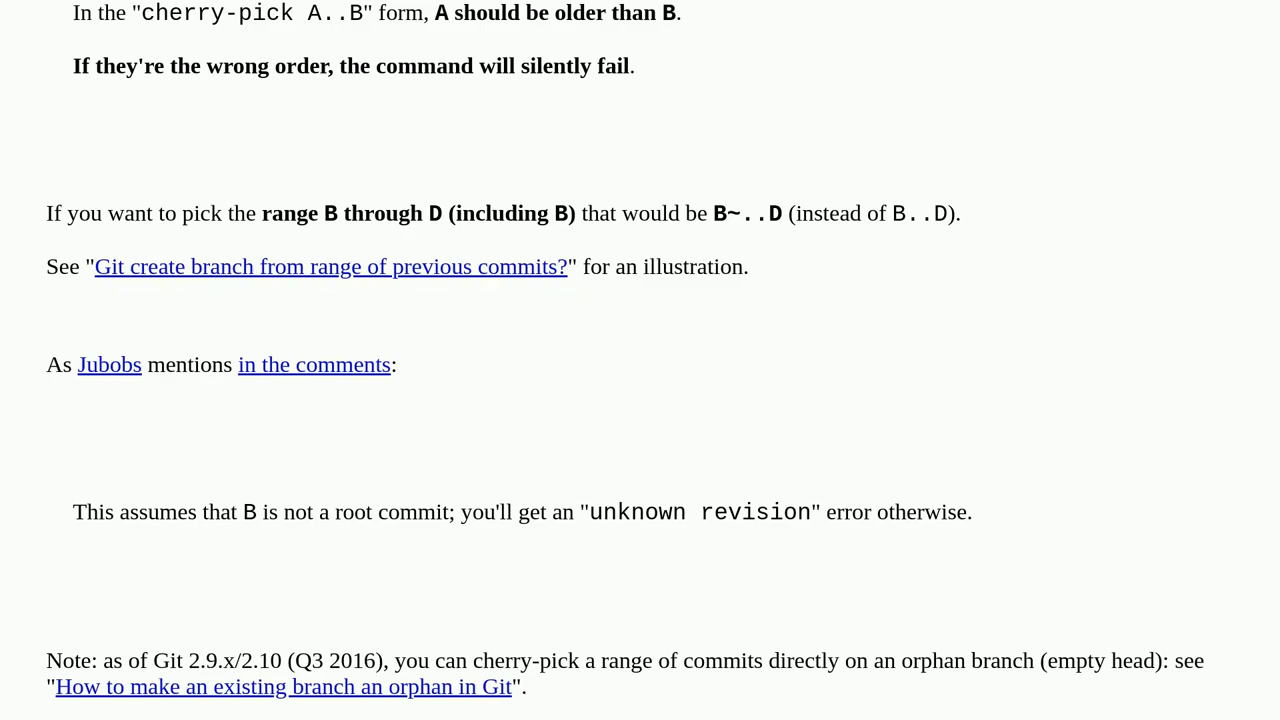 In the "cherry-pick A..B" form, A should be older than B.
If they're the wrong order, the command will silently fail.
If you want to pick the range B through D (including B) that would be B~..D (instead of B..D).
See "Git create branch from range of previous commits?" for an illustration.
As Jubobs mentions in the comments:
This assumes that B is not a root commit; you'll get an "unknown revision" error otherwise.
Note: as of Git 2.9.x/2.10 (Q3 2016), you can cherry-pick a range of commits directly on an orphan branch (empty head): see
"How to make an existing branch an orphan in Git".